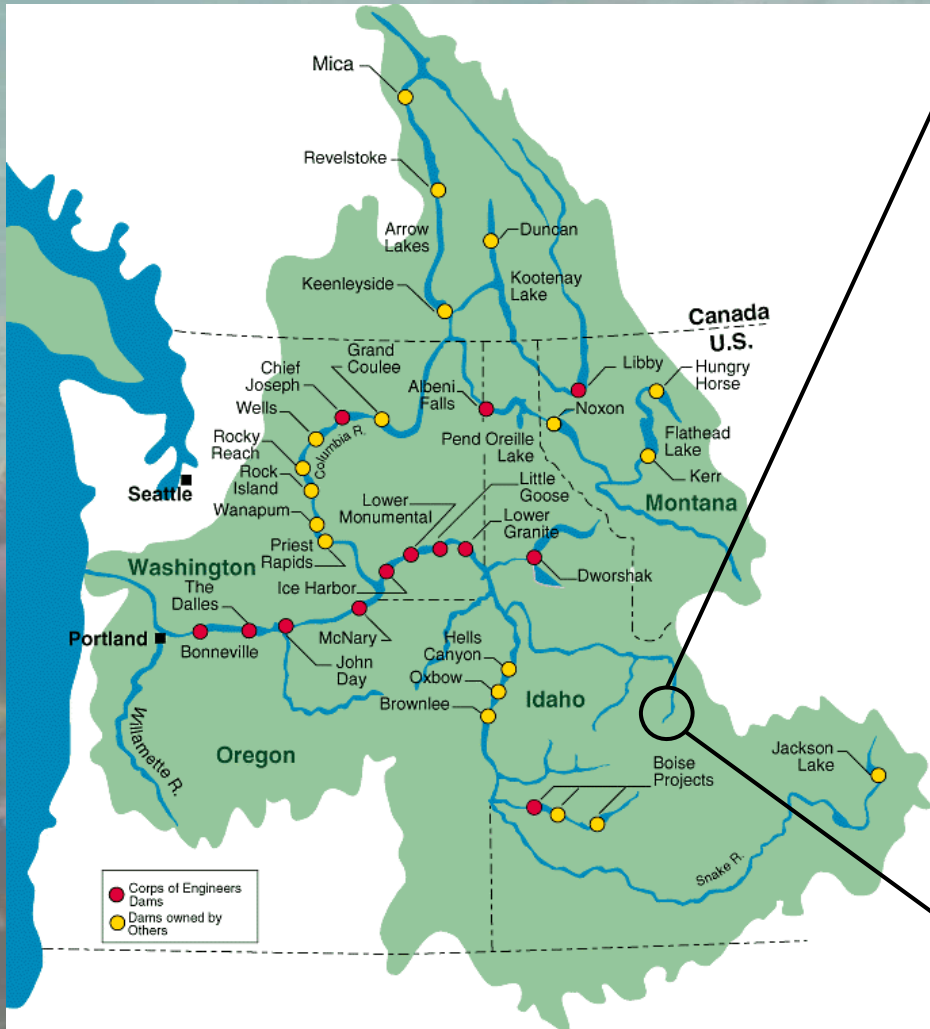 Mica
Revelstoke
Arrow
Lakes
Duncan
Kootenay
Lake
Keenleyside
Canada
U.S.
Grand
Coulee
Chief
Joseph
Albeni
Falls
Libby
Hungry
Horse
Wells
Noxon
Columbia R.
Pend Oreille
Lake
Flathead
Lake
Rocky
Reach
Rock
Island
Kerr
Seattle
Little
Goose
Lower
Monumental
Lower
Granite
Montana
Wanapum
Priest
Rapids
Washington
Ice Harbor
Dworshak
The
Dalles
Portland
Bonneville
McNary
John
Day
Hells
Canyon
Oxbow
Brownlee
Idaho
Willamette R.
Oregon
Boise
Projects
Jackson
Lake
Snake R.
Corps of Engineers
Dams
Dams owned by
Others